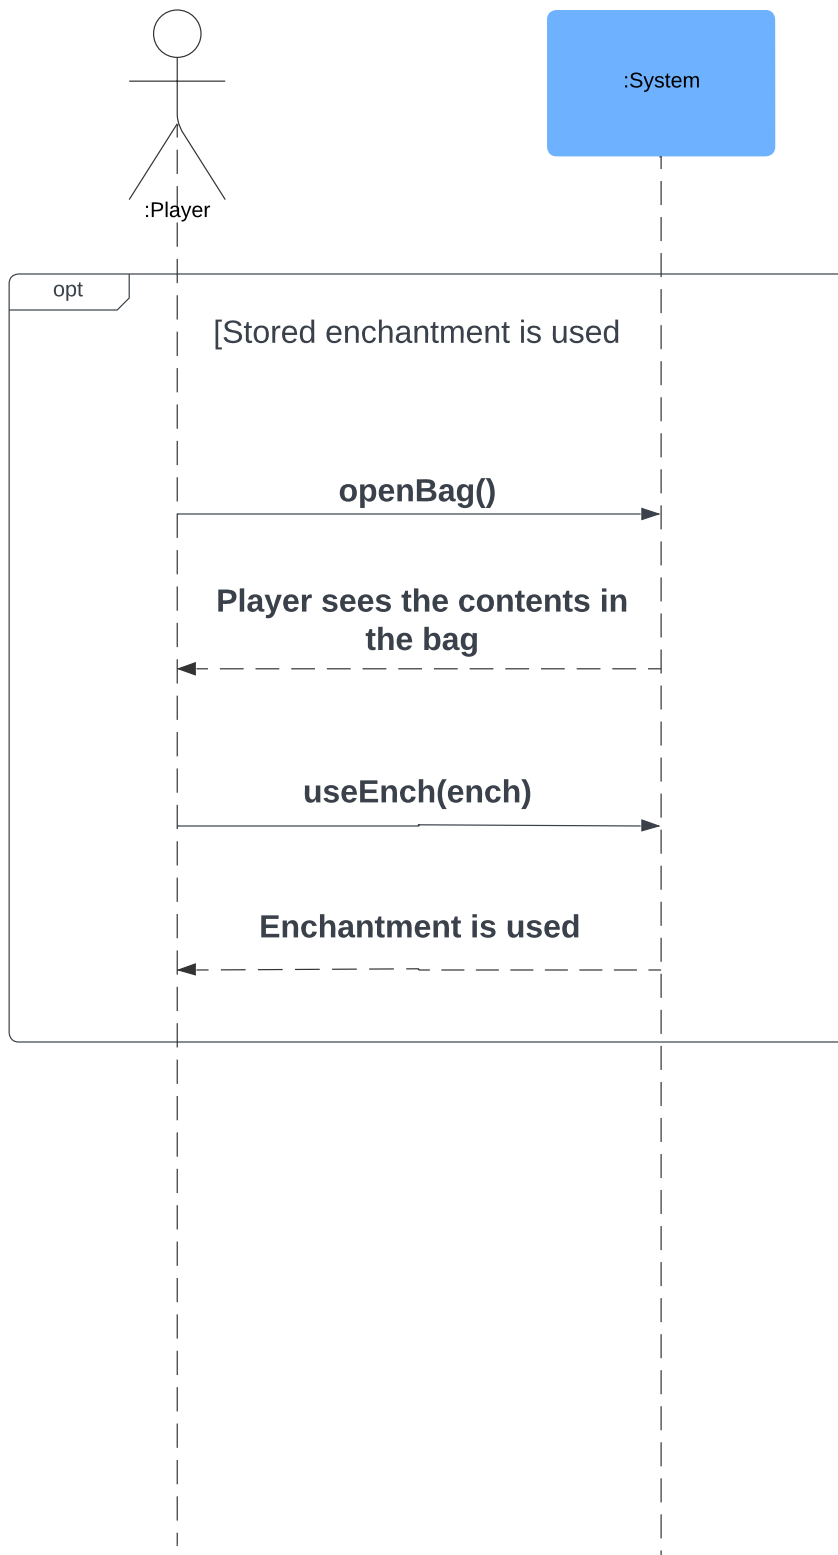 :System
:Player
opt
[Stored enchantment is used
openBag()
Player sees the contents in
the bag
useEnch(ench)
Enchantment is used